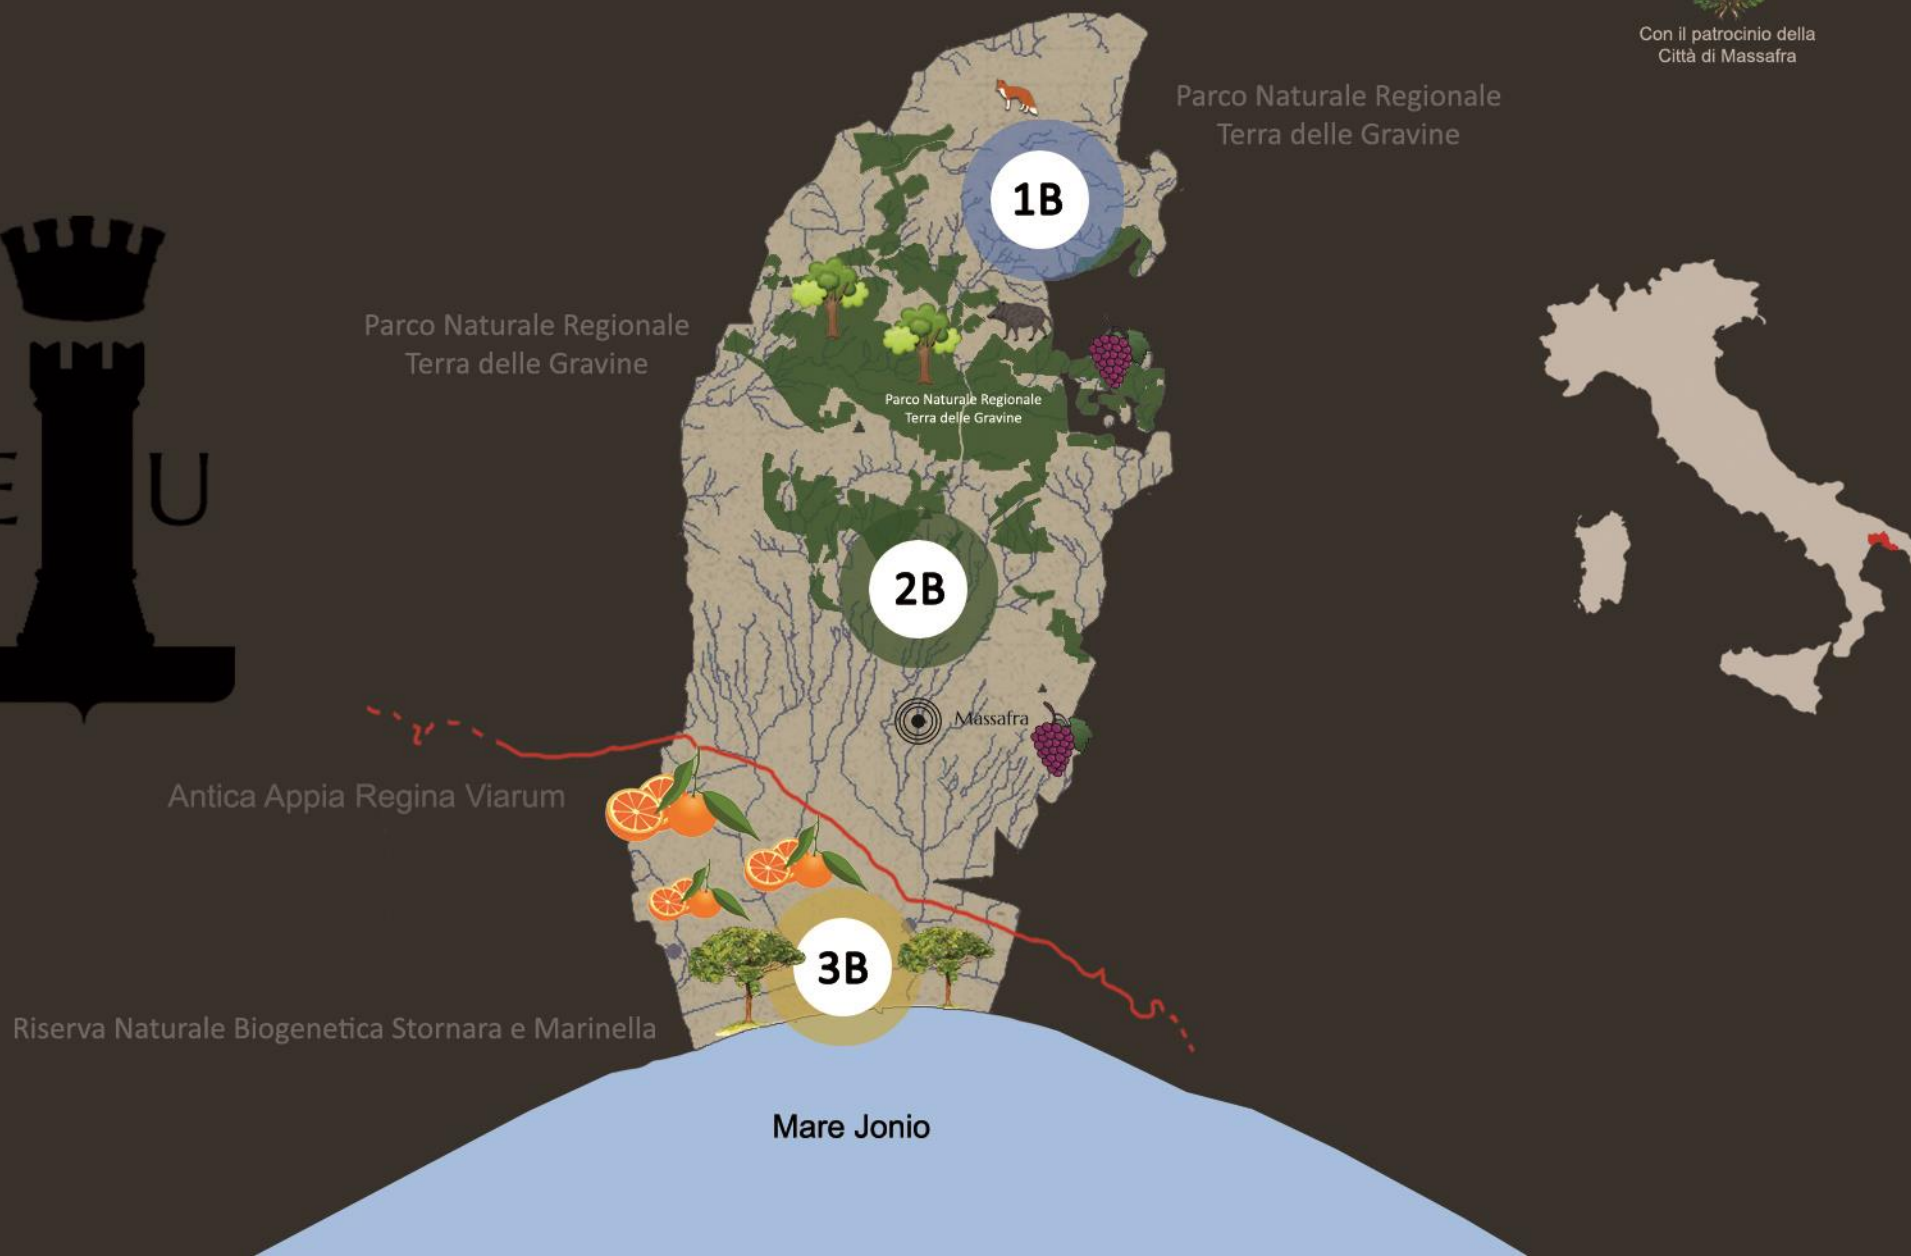 Con il patrocinio della
Città di Massafra
Parco Naturale Regionale
Terra delle Gravine
1B
Parco Naturale Regionale
Terra delle Gravine
Parco Naturale Regionale
Terra delle Gravine
E U
2B
Massafra
Antica Appia Regina Viarum
3B
Riserva Naturale Biogenetica Stornara e Marinella
Mare Jonio